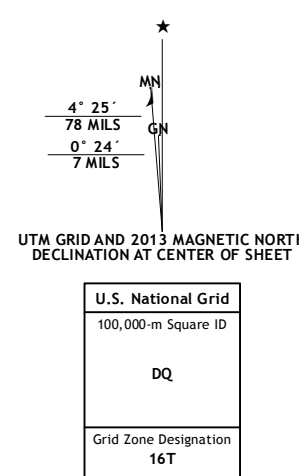 ★
MN
4° 25´
78 MILS
GN
0° 24´
7 MILS
UTM GRID AND 2013 MAGNETIC NORTH
DECLINATION AT CENTER OF SHEET
U.S. National Grid
100,000-m Square ID
DQ
Grid Zone Designation
16T